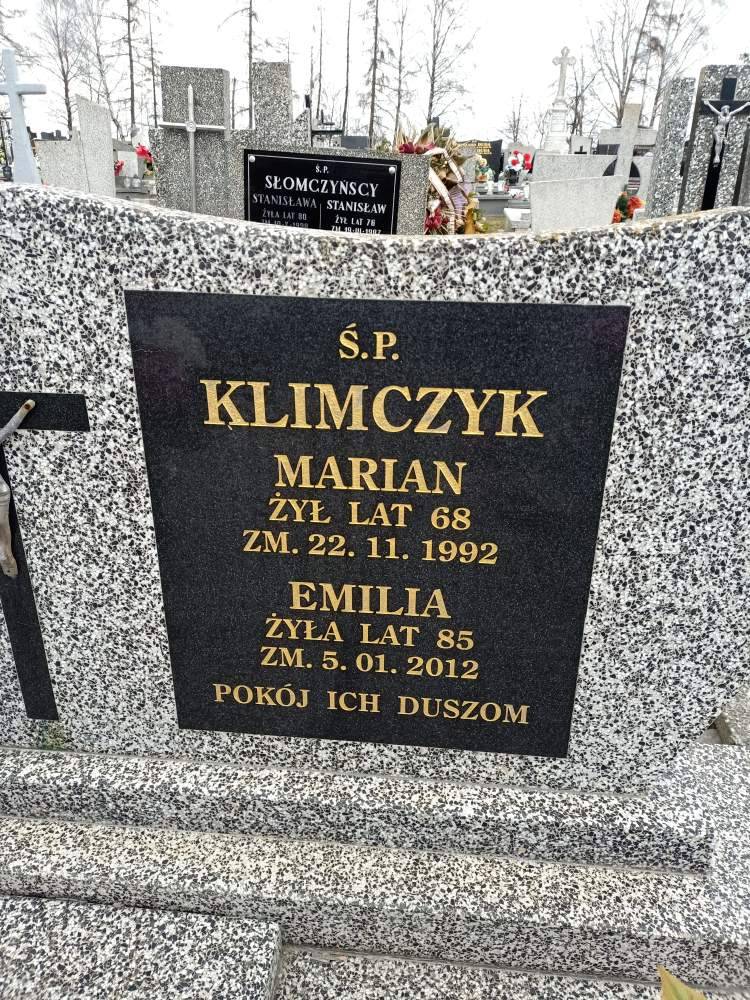 Ś.P.
SŁOMCZYŃSCY
STANISŁAWA STANISŁAW
ŻYŁA LAT 80 ŻYŁ LAT 76
Ś.P.
KLIMCZYK
MARIAN
ŻYŁ LAT 68
ZM. 22. 11. 1992
EMILIA
ŻYŁA LAT 85
ZM. 5. 01. 2012
POKÓJ ICH DUSZOM